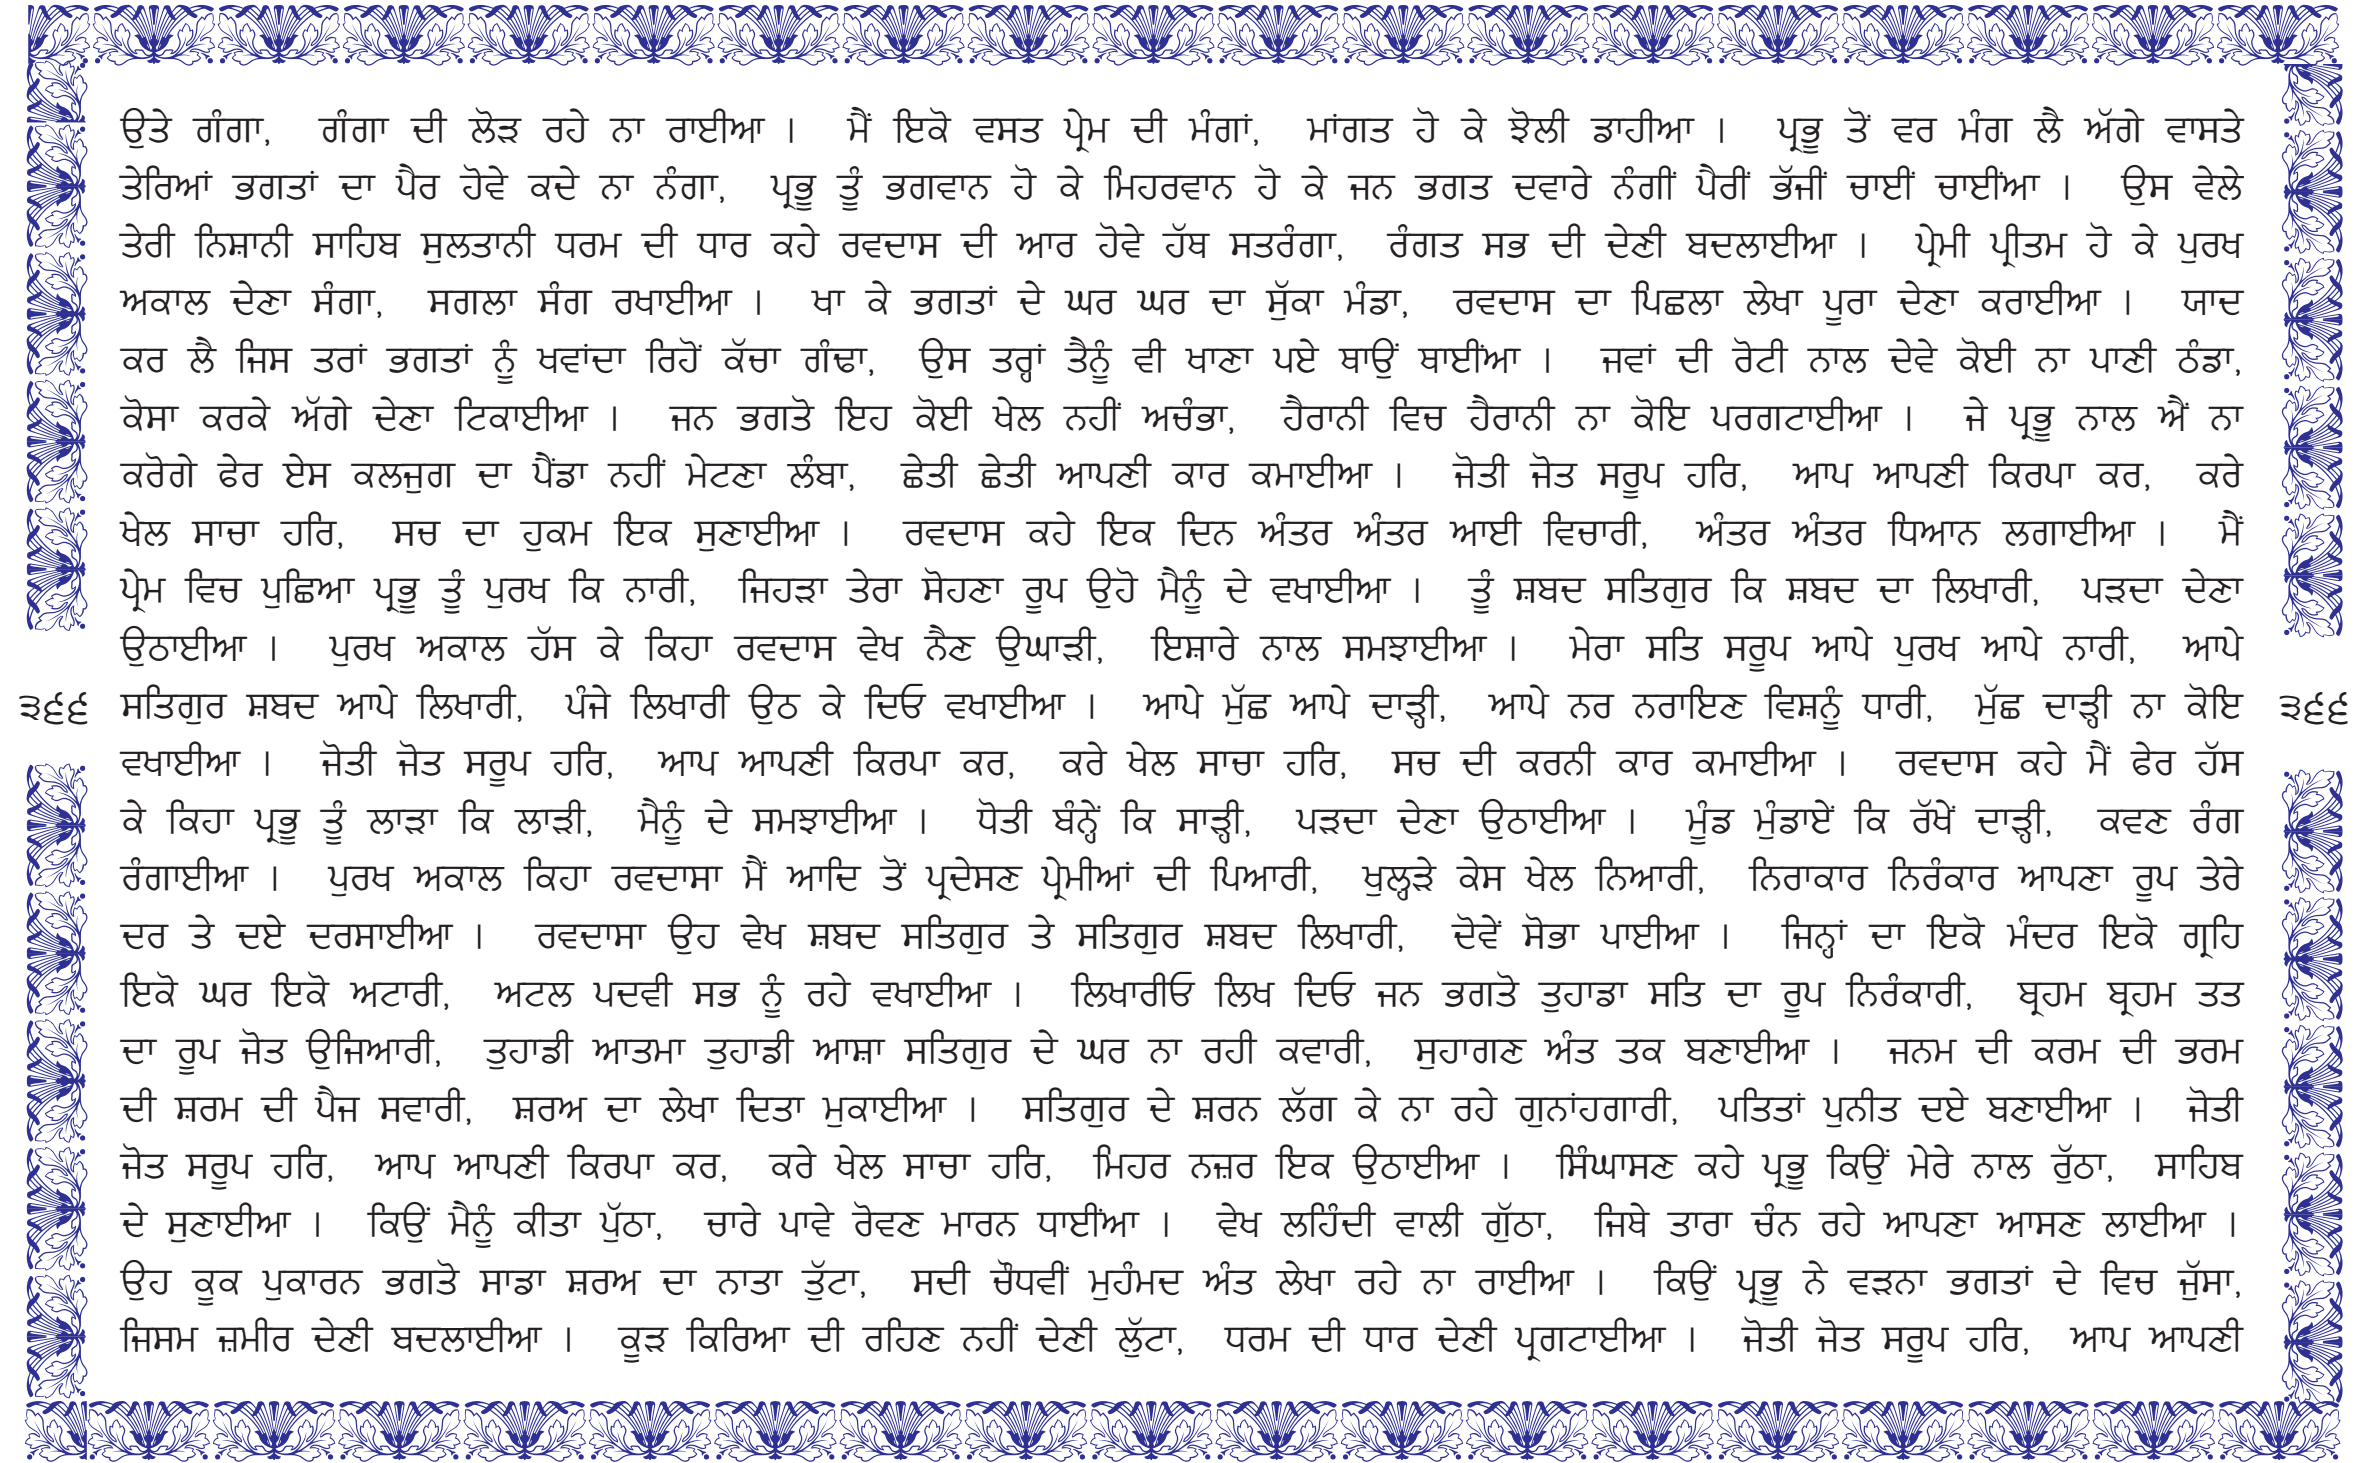 ਉਤੇ ਗੰਗਾ, ਗੰਗਾ ਦੀ ਲੋੜ ਰਹੇ ਨਾ ਰਾਈਆ । ਮੈਂ ਇਕੋ ਵਸਤ ਪ੍ਰੇਮ ਦੀ ਮੰਗਾਂ, ਮਾਂਗਤ ਹੋ ਕੇ ਝੋਲੀ ਡਾਹੀਆ । ਪ੍ਰਭੂ ਤੋਂ ਵਰ ਮੰਗ ਲੈ ਅੱਗੇ ਵਾਸਤੇ
ਤੇਰਿਆਂ ਭਗਤਾਂ ਦਾ ਪੈਰ ਹੋਵੇ ਕਦੇ ਨਾ ਨੰਗਾ, ਪ੍ਰਭੂ ਤੂੰ ਭਗਵਾਨ ਹੋ ਕੇ ਮਿਹਰਵਾਨ ਹੋ ਕੇ ਜਨ ਭਗਤ ਦਵਾਰੇ ਨੰਗੀਂ ਪੈਰੀਂ ਭੱਜੀਂ ਚਾਈਂ ਚਾਈਂਆ । ਉਸ ਵੇਲੇ
ਤੇਰੀ ਨਿਸ਼ਾਨੀ ਸਾਹਿਬ ਸੁਲਤਾਨੀ ਧਰਮ ਦੀ ਧਾਰ ਕਹੇ ਰਵਦਾਸ ਦੀ ਆਰ ਹੋਵੇ ਹੱਥ ਸਤਰੰਗਾ, ਰੰਗਤ ਸਭ ਦੀ ਦੇਣੀ ਬਦਲਾਈਆ । ਪ੍ਰੇਮੀ ਪ੍ਰੀਤਮ ਹੋ ਕੇ ਪੁਰਖ
ਅਕਾਲ ਦੇਣਾ ਸੰਗਾ, ਸਗਲਾ ਸੰਗ ਰਖਾਈਆ । ਖਾ ਕੇ ਭਗਤਾਂ ਦੇ ਘਰ ਘਰ ਦਾ ਸੁੱਕਾ ਮੰਡਾ, ਰਵਦਾਸ ਦਾ ਪਿਛਲਾ ਲੇਖਾ ਪੂਰਾ ਦੇਣਾ ਕਰਾਈਆ । ਯਾਦ
ਕਰ ਲੈ ਜਿਸ ਤਰਾਂ ਭਗਤਾਂ ਨੂੰ ਖਵਾਂਦਾ ਰਿਹੋਂ ਕੱਚਾ ਗੰਢਾ, ਉਸ ਤਰ੍ਹਾਂ ਤੈਨੂੰ ਵੀ ਖਾਣਾ ਪਏ ਥਾਉਂ ਥਾਈਂਆ । ਜਵਾਂ ਦੀ ਰੋਟੀ ਨਾਲ ਦੇਵੇ ਕੋਈ ਨਾ ਪਾਣੀ ਠੰਡਾ,
ਕੋਸਾ ਕਰਕੇ ਅੱਗੇ ਦੇਣਾ ਟਿਕਾਈਆ । ਜਨ ਭਗਤੋ ਇਹ ਕੋਈ ਖੇਲ ਨਹੀਂ ਅਚੰਭਾ, ਹੈਰਾਨੀ ਵਿਚ ਹੈਰਾਨੀ ਨਾ ਕੋਇ ਪਰਗਟਾਈਆ । ਜੇ ਪ੍ਰਭੂ ਨਾਲ ਐਂ ਨਾ
ਕਰੋਗੇ ਫੇਰ ਏਸ ਕਲਜੁਗ ਦਾ ਪੈਂਡਾ ਨਹੀਂ ਮੇਟਣਾ ਲੰਬਾ, ਛੇਤੀ ਛੇਤੀ ਆਪਣੀ ਕਾਰ ਕਮਾਈਆ । ਜੋਤੀ ਜੋਤ ਸਰੂਪ ਹਰਿ, ਆਪ ਆਪਣੀ ਕਿਰਪਾ ਕਰ, ਕਰੇ
ਖੇਲ ਸਾਚਾ ਹਰਿ, ਸਚ ਦਾ ਹੁਕਮ ਇਕ ਸੁਣਾਈਆ । ਰਵਦਾਸ ਕਹੇ ਇਕ ਦਿਨ ਅੰਤਰ ਅੰਤਰ ਆਈ ਵਿਚਾਰੀ, ਅੰਤਰ ਅੰਤਰ ਧਿਆਨ ਲਗਾਈਆ । ਮੈਂ
ਪ੍ਰੇਮ ਵਿਚ ਪੁਛਿਆ ਪ੍ਰਭੂ ਤੂੰ ਪੁਰਖ ਕਿ ਨਾਰੀ, ਜਿਹੜਾ ਤੇਰਾ ਸੋਹਣਾ ਰੂਪ ਉਹੋ ਮੈਨੂੰ ਦੇ ਵਖਾਈਆ । ਤੂੰ ਸ਼ਬਦ ਸਤਿਗੁਰ ਕਿ ਸ਼ਬਦ ਦਾ ਲਿਖਾਰੀ, ਪੜਦਾ ਦੇਣਾ
ਉਠਾਈਆ । ਪੁਰਖ ਅਕਾਲ ਹੱਸ ਕੇ ਕਿਹਾ ਰਵਦਾਸ ਵੇਖ ਨੈਣ ਉਘਾੜੀ, ਇਸ਼ਾਰੇ ਨਾਲ ਸਮਝਾਈਆ । ਮੇਰਾ ਸਤਿ ਸਰੂਪ ਆਪੇ ਪੁਰਖ ਆਪੇ ਨਾਰੀ, ਆਪੇ
੩੬੬ ਸਤਿਗੁਰ ਸ਼ਬਦ ਆਪੇ ਲਿਖਾਰੀ, ਪੰਜੇ ਲਿਖਾਰੀ ਉਠ ਕੇ ਦਿਓ ਵਖਾਈਆ । ਆਪੇ ਮੁੱਛ ਆਪੇ ਦਾੜ੍ਹੀ, ਆਪੇ ਨਰ ਨਰਾਇਣ ਵਿਸ਼ਨੂੰ ਧਾਰੀ, ਮੁੱਛ ਦਾੜ੍ਹੀ ਨਾ ਕੋਇ ੩੬੬
ਵਖਾਈਆ । ਜੋਤੀ ਜੋਤ ਸਰੂਪ ਹਰਿ, ਆਪ ਆਪਣੀ ਕਿਰਪਾ ਕਰ, ਕਰੇ ਖੇਲ ਸਾਚਾ ਹਰਿ, ਸਚ ਦੀ ਕਰਨੀ ਕਾਰ ਕਮਾਈਆ । ਰਵਦਾਸ ਕਹੇ ਮੈਂ ਫੇਰ ਹੱਸ
ਕੇ ਕਿਹਾ ਪ੍ਰਭੂ ਤੂੰ ਲਾੜਾ ਕਿ ਲਾੜੀ, ਮੈਨੂੰ ਦੇ ਸਮਝਾਈਆ । ਧੋਤੀ ਬੰਨ੍ਹੇਂ ਕਿ ਸਾੜ੍ਹੀ, ਪੜਦਾ ਦੇਣਾ ਉਠਾਈਆ । ਮੂੰਡ ਮੁੰਡਾਏਂ ਕਿ ਰੱਖੇਂ ਦਾੜ੍ਹੀ, ਕਵਣ ਰੰਗ
ਰੰਗਾਈਆ । ਪੁਰਖ ਅਕਾਲ ਕਿਹਾ ਰਵਦਾਸਾ ਮੈਂ ਆਦਿ ਤੋਂ ਪ੍ਰਦੇਸਣ ਪ੍ਰੇਮੀਆਂ ਦੀ ਪਿਆਰੀ, ਖੁਲ੍ਹੜੇ ਕੇਸ ਖੇਲ ਨਿਆਰੀ, ਨਿਰਾਕਾਰ ਨਿਰੰਕਾਰ ਆਪਣਾ ਰੂਪ ਤੇਰੇ
ਦਰ ਤੇ ਦਏ ਦਰਸਾਈਆ । ਰਵਦਾਸਾ ਉਹ ਵੇਖ ਸ਼ਬਦ ਸਤਿਗੁਰ ਤੇ ਸਤਿਗੁਰ ਸ਼ਬਦ ਲਿਖਾਰੀ, ਦੋਵੇਂ ਸੋਭਾ ਪਾਈਆ । ਜਿਨ੍ਹਾਂ ਦਾ ਇਕੋ ਮੰਦਰ ਇਕੋ ਗ੍ਰਹਿ
ਇਕੋ ਘਰ ਇਕੋ ਅਟਾਰੀ, ਅਟਲ ਪਦਵੀ ਸਭ ਨੂੰ ਰਹੇ ਵਖਾਈਆ । ਲਿਖਾਰੀਓ ਲਿਖ ਦਿਓ ਜਨ ਭਗਤੋ ਤੁਹਾਡਾ ਸਤਿ ਦਾ ਰੂਪ ਨਿਰੰਕਾਰੀ, ਬ੍ਰਹਮ ਬ੍ਰਹਮ ਤਤ
ਦਾ ਰੂਪ ਜੋਤ ਉਜਿਆਰੀ, ਤੁਹਾਡੀ ਆਤਮਾ ਤੁਹਾਡੀ ਆਸ਼ਾ ਸਤਿਗੁਰ ਦੇ ਘਰ ਨਾ ਰਹੀ ਕਵਾਰੀ, ਸੁਹਾਗਣ ਅੰਤ ਤਕ ਬਣਾਈਆ । ਜਨਮ ਦੀ ਕਰਮ ਦੀ ਭਰਮ
ਦੀ ਸ਼ਰਮ ਦੀ ਪੈਜ ਸਵਾਰੀ, ਸ਼ਰਅ ਦਾ ਲੇਖਾ ਦਿਤਾ ਮੁਕਾਈਆ । ਸਤਿਗੁਰ ਦੇ ਸ਼ਰਨ ਲੱਗ ਕੇ ਨਾ ਰਹੇ ਗੁਨਾਂਹਗਾਰੀ, ਪਤਿਤਾਂ ਪੁਨੀਤ ਦਏ ਬਣਾਈਆ । ਜੋਤੀ
ਜੋਤ ਸਰੂਪ ਹਰਿ, ਆਪ ਆਪਣੀ ਕਿਰਪਾ ਕਰ, ਕਰੇ ਖੇਲ ਸਾਚਾ ਹਰਿ, ਮਿਹਰ ਨਜ਼ਰ ਇਕ ਉਠਾਈਆ । ਸਿੰਘਾਸਣ ਕਹੇ ਪ੍ਰਭੂ ਕਿਉਂ ਮੇਰੇ ਨਾਲ ਰੁੱਠਾ, ਸਾਹਿਬ
ਦੇ ਸੁਣਾਈਆ । ਕਿਉਂ ਮੈਨੂੰ ਕੀਤਾ ਪੁੱਠਾ, ਚਾਰੇ ਪਾਵੇ ਰੋਵਣ ਮਾਰਨ ਧਾਈਂਆ । ਵੇਖ ਲਹਿੰਦੀ ਵਾਲੀ ਗੁੱਠਾ, ਜਿਥੇ ਤਾਰਾ ਚੰਨ ਰਹੇ ਆਪਣਾ ਆਸਣ ਲਾਈਆ ।
ਉਹ ਕੂਕ ਪੁਕਾਰਨ ਭਗਤੋ ਸਾਡਾ ਸ਼ਰਅ ਦਾ ਨਾਤਾ ਤੁੱਟਾ, ਸਦੀ ਚੌਧਵੀਂ ਮੁਹੰਮਦ ਅੰਤ ਲੇਖਾ ਰਹੇ ਨਾ ਰਾਈਆ । ਕਿਉਂ ਪ੍ਰਭੂ ਨੇ ਵੜਨਾ ਭਗਤਾਂ ਦੇ ਵਿਚ ਜੁੱਸਾ,
ਜਿਸਮ ਜ਼ਮੀਰ ਦੇਣੀ ਬਦਲਾਈਆ । ਕੂੜ ਕਿਰਿਆ ਦੀ ਰਹਿਣ ਨਹੀਂ ਦੇਣੀ ਲੁੱਟਾ, ਧਰਮ ਦੀ ਧਾਰ ਦੇਣੀ ਪ੍ਰਗਟਾਈਆ । ਜੋਤੀ ਜੋਤ ਸਰੂਪ ਹਰਿ, ਆਪ ਆਪਣੀ